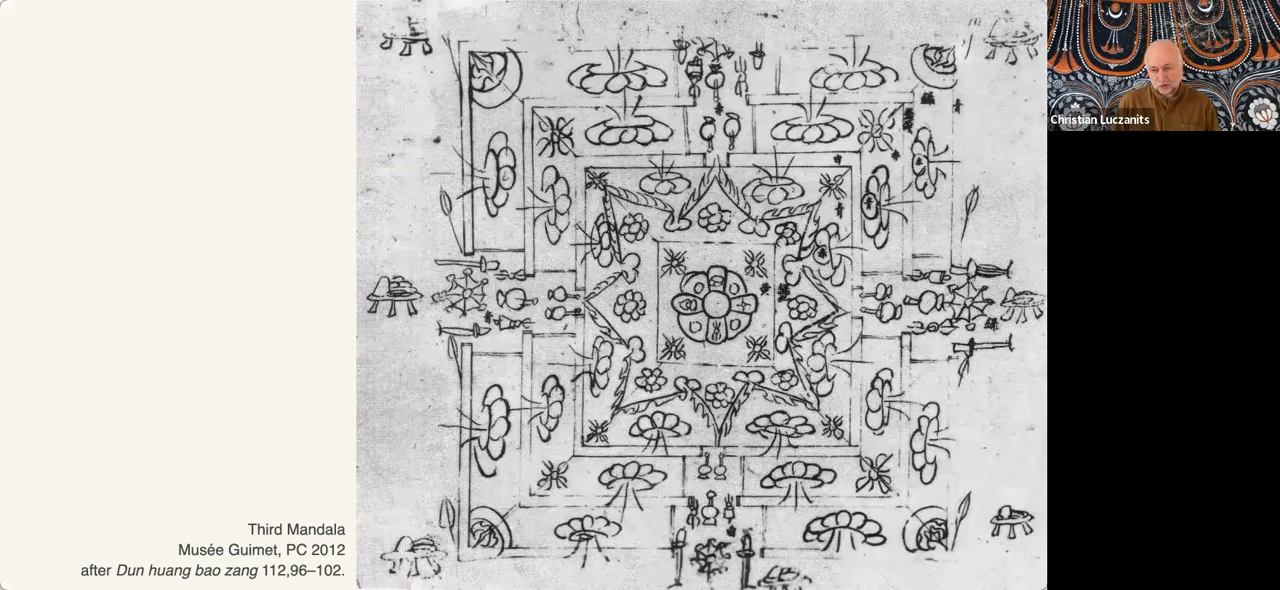 Christian Luczanits
Third Mandala
Musée Guimet, PC 2012
after Dun huang bao zang 112,96–102.